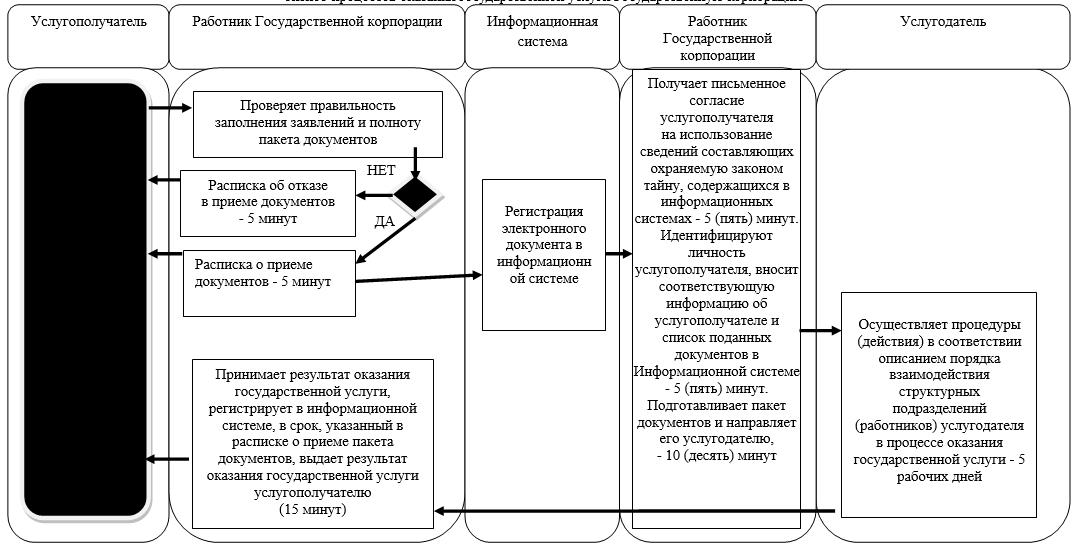 Услугополучатель
Работник Государственной корпорации
Информационная
система
Работник
Государственной
корпорации
Услугодатель
Проверяет правильность
заполнения заявлений и полноту
пакета документов
НЕТ
Расписка об отказе
в приеме документов
- 5 минут
ДА
Расписка о приеме
документов - 5 минут
Принимает результат оказания
государственной услуги,
регистрирует в информационной
системе, в срок, указанный в
расписке о приеме пакета
документов, выдает результат
оказания государственной услуги
услугополучателю
(15 минут)
Регистрация
электронного
документа в
информационн
ой системе
Получает письменное
согласие
услугополучателя
на использование
сведений составляющих
охраняемую законом
тайну, содержащихся в
информационных
системах - 5 (пять) минут.
Идентифицируют
личность
услугополучателя, вносит
соответствующую
информацию об
услугополучателе и
список поданных
документов в
Информационной системе
- 5 (пять) минут.
Подготавливает пакет
документов и направляет
его услугодателю,
- 10 (десять) минут
Осуществляет процедуры
(действия) в соответствии
описанием порядка
взаимодействия
структурных
подразделений
(работников) услугодателя
в процессе оказания
государственной услуги - 5
рабочих дней